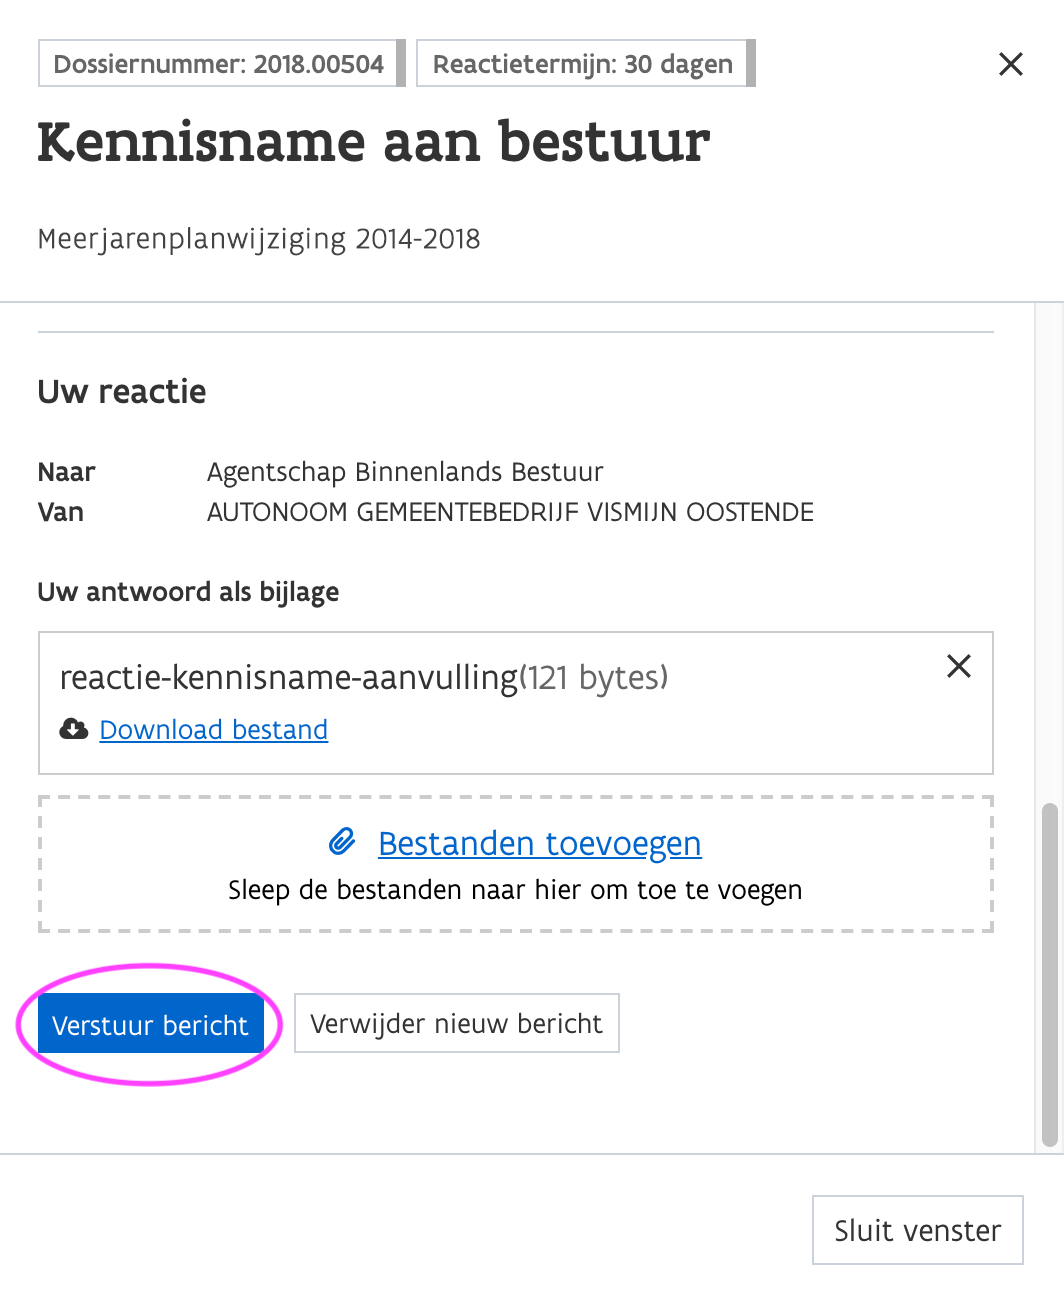 Dossiernummer: 2018.00504
Reactietermijn: 30 dagen
Kennisname aan bestuur
Meerjarenplanwijziging 2014-2018
Uw reactie
Naar Agentschap Binnenlands Bestuur
Van AUTONOOM GEMEENTEBEDRIJF VISMIJN OOSTENDE
Uw antwoord als bijlage
reactie-kennisname-aanvulling(121 bytes)
Download bestand
Bestanden toevoegen
Sleep de bestanden naar hier om toe te voegen
Verstuur bericht
Verwijder nieuw bericht
Sluit venster